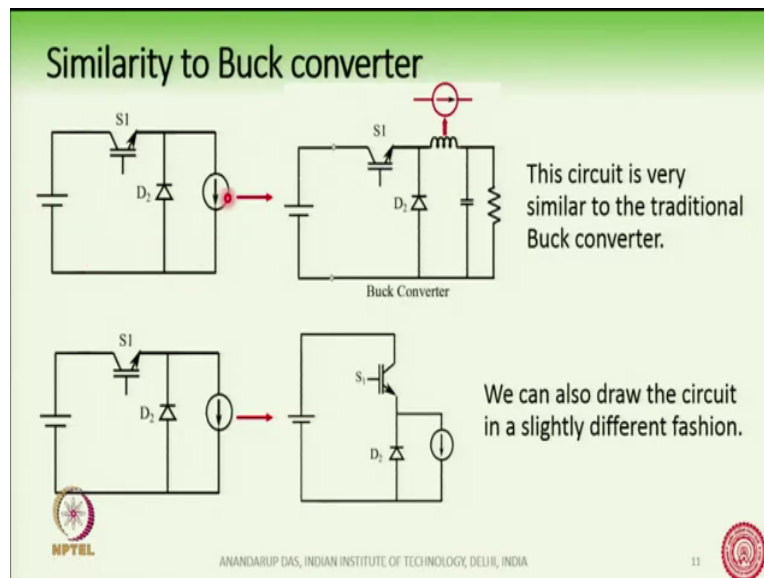 Similarity to Buck converter
S1
D2
S1
D2
Buck Converter
This circuit is very
similar to the traditional
Buck converter.
S1
D2
S1
D2
We can also draw the circuit
in a slightly different fashion.
NPTEL
ANANDARUP DAS, INDIAN INSTITUTE OF TECHNOLOGY, DELHI, INDIA
11